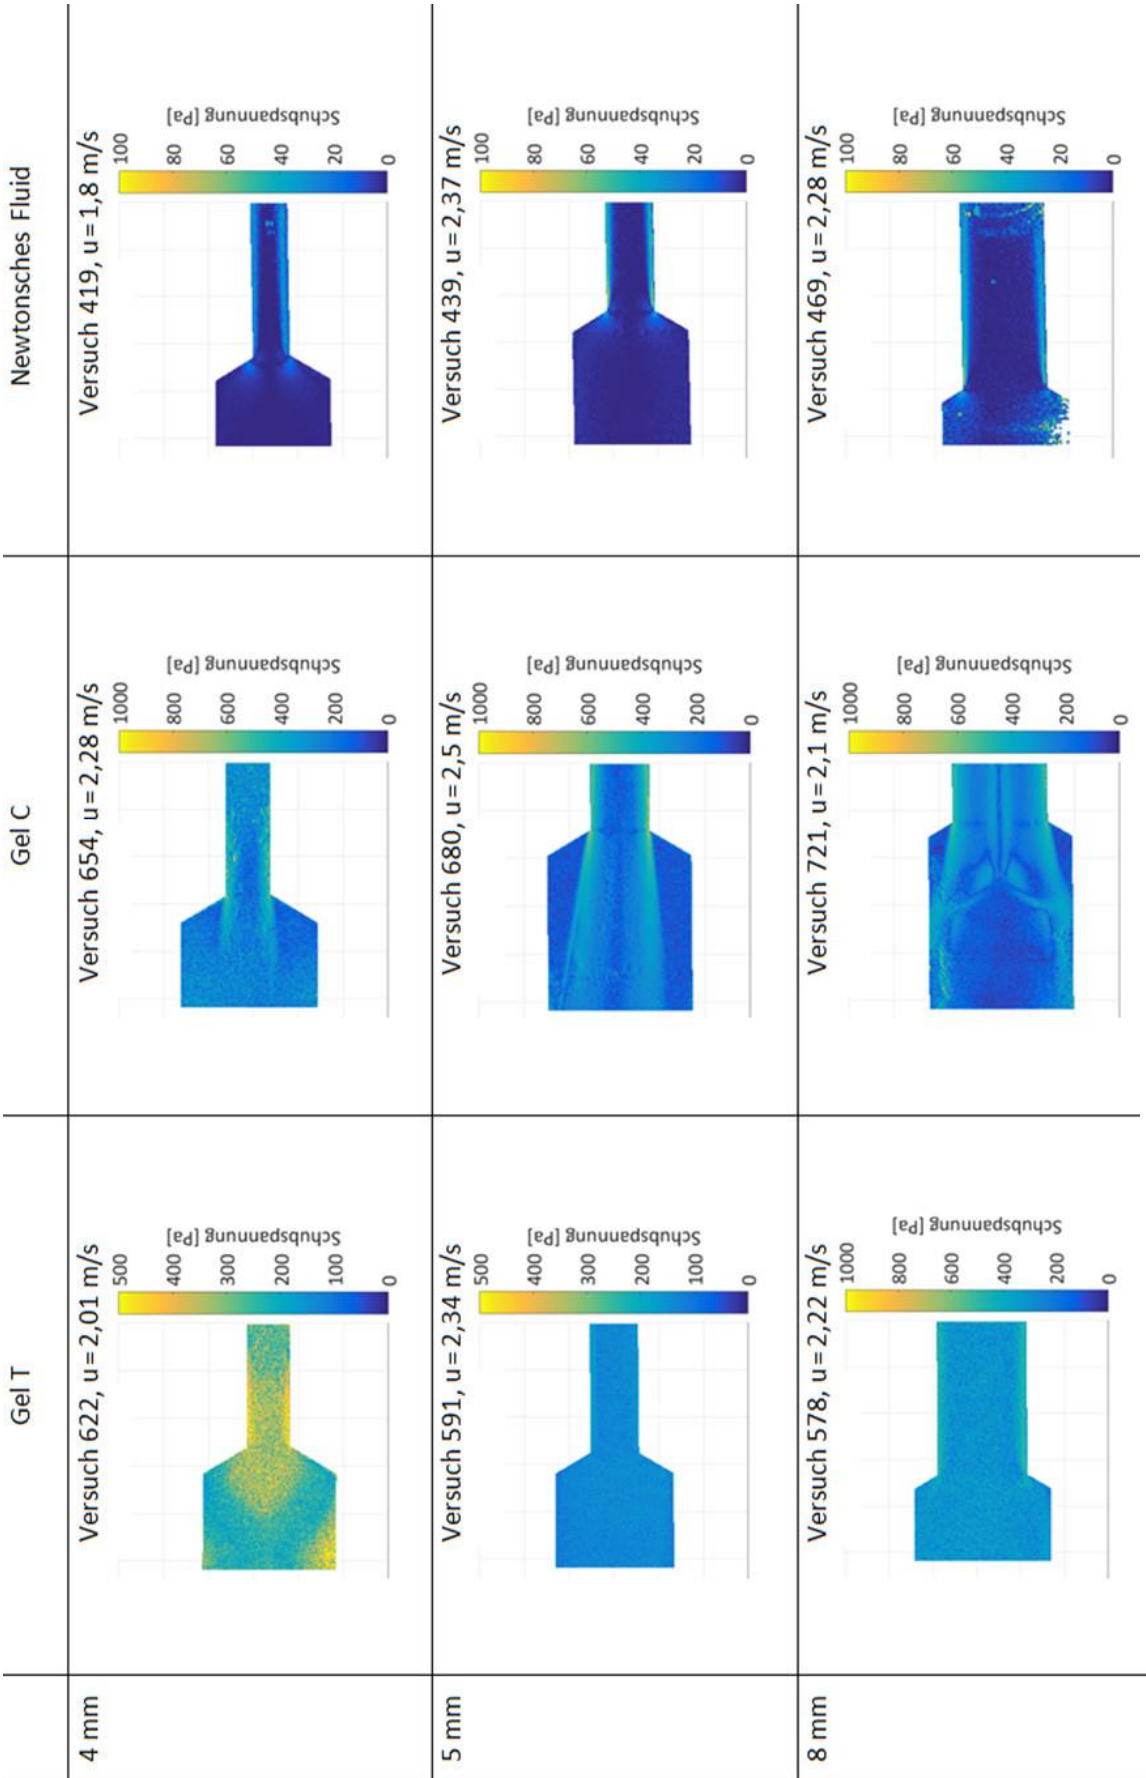 Gel T
Gel C
Newtonsches Fluid
4 mm
Versuch 622, u= 2,01 m/s
500
400
300
200
100
0
Schubspannung [Pa]
Versuch 654, u= 2,28 m/s
1000
800
600
400
200
0
Schubspannung [Pa]
Versuch 419, u= 1,8 m/s
100
80
60
40
20
0
Schubspannung [Pa]
5 mm
Versuch 591, u= 2,34 m/s
500
400
300
200
100
0
Schubspannung [Pa]
Versuch 680, u= 2,5 m/s
1000
800
600
400
200
0
Schubspannung [Pa]
Versuch 439, u= 2,37 m/s
100
80
60
40
20
0
Schubspannung [Pa]
8 mm
Versuch 578, u= 2,22 m/s
1000
800
600
400
200
0
Schubspannung [Pa]
Versuch 721, u= 2,1 m/s
1000
800
600
400
200
0
Schubspannung [Pa]
Versuch 469, u= 2,28 m/s
100
80
60
40
20
0
Schubspannung [Pa]